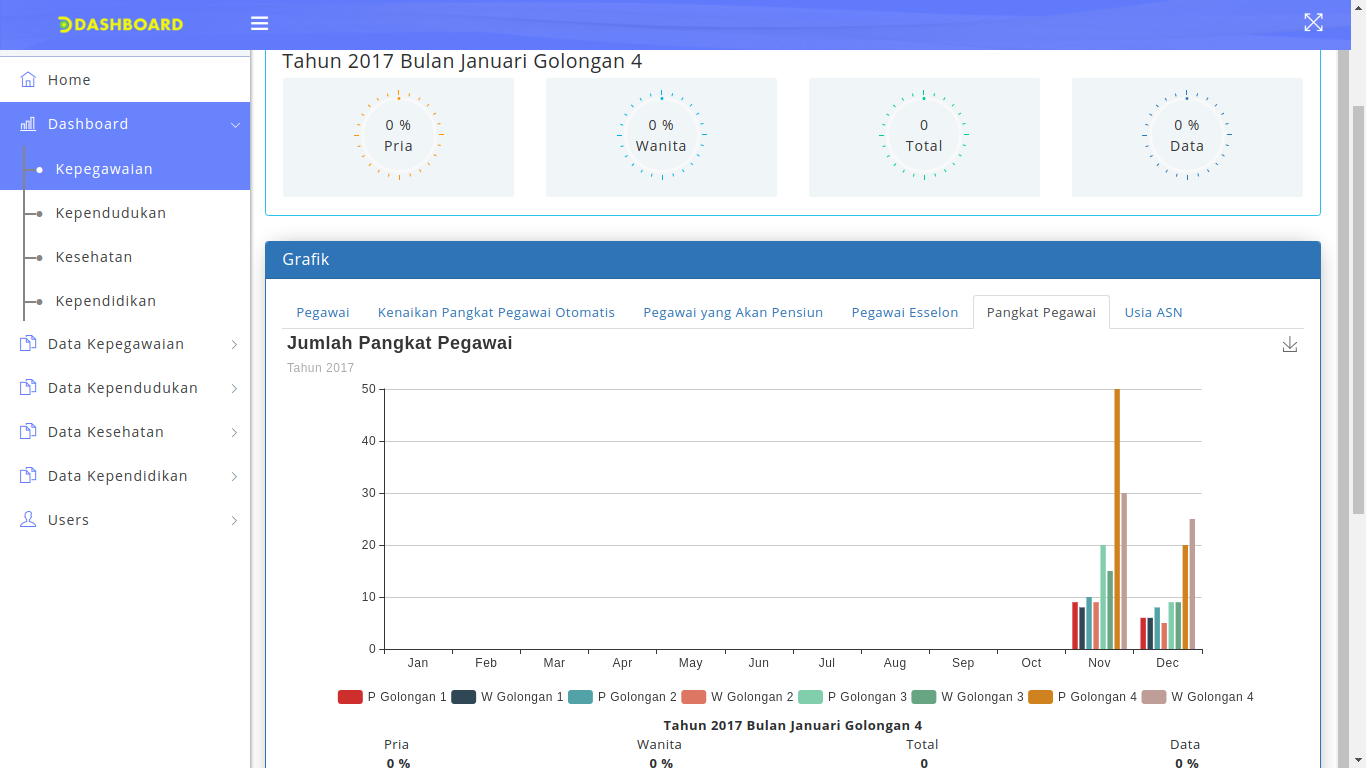 DASHBOARD
Home
Dashboard
Kepegawaian
Kependudukan
Kesehatan
Kependidikan
Data Kepegawaian
Data Kependudukan
Data Kesehatan
Data Kependidikan
Users
Tahun 2017 Bulan Januari Golongan 4
0 % 0 % 0 0 %
Pria Wanita Total Data
Grafik
Pegawai Kenaikan Pangkat Pegawai Otomatis Pegawai yang Akan Pensiun Pegawai Esselon Pangkat Pegawai Usia ASN
Jumlah Pangkat Pegawai
Tahun 2017
50
40
30
20
10
0
Jan Feb Mar Apr May Jun Jul Aug Sep Oct Nov Dec
P Golongan 1 W Golongan 1 P Golongan 2 W Golongan 2 P Golongan 3 W Golongan 3 P Golongan 4 W Golongan 4
Tahun 2017 Bulan Januari Golongan 4
Pria Wanita Total Data
0 % 0 % 0 0 %